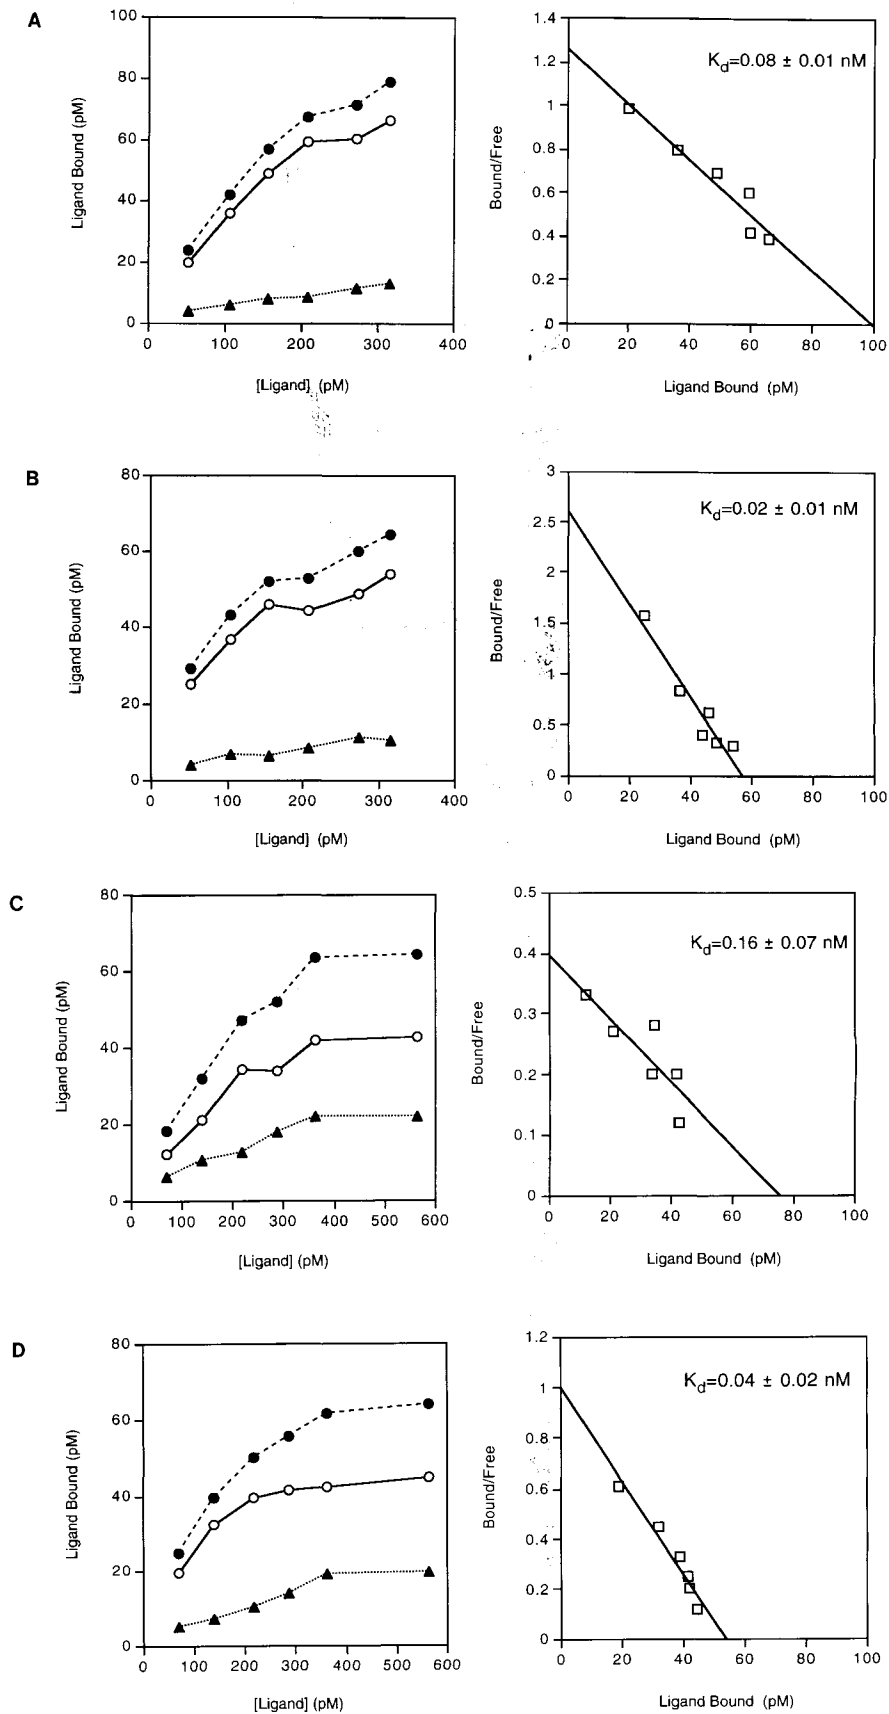 A
100
80
60
40
20
0
0 100 200 300 400
Ligand Bound (pM)
[Ligand] (pM)
1.4
1.2
1
0.8
0.6
0.4
0.2
0
0 20 40 60 80 100
Bound/Free
Ligand Bound (pM)
Kd=0.08 ± 0.01 nM
B
80
60
40
20
0
0 100 200 300 400
Ligand Bound (pM)
[Ligand] (pM)
3
2.5
2
1.5
1
0.5
0
0 20 40 60 80 100
Bound/Free
Ligand Bound (pM)
Kd=0.02 ± 0.01 nM
C
80
60
40
20
0
0 100 200 300 400 500 600
Ligand Bound (pM)
[Ligand] (pM)
0.5
0.4
0.3
0.2
0.1
0
0 20 40 60 80 100
Bound/Free
Ligand Bound (pM)
Kd=0.16 ± 0.07 nM
D
80
60
40
20
0
0 100 200 300 400 500 600
Ligand Bound (pM)
[Ligand] (pM)
1.2
1
0.8
0.6
0.4
0.2
0
0 20 40 60 80 100
Bound/Free
Ligand Bound (pM)
Kd=0.04 ± 0.02 nM